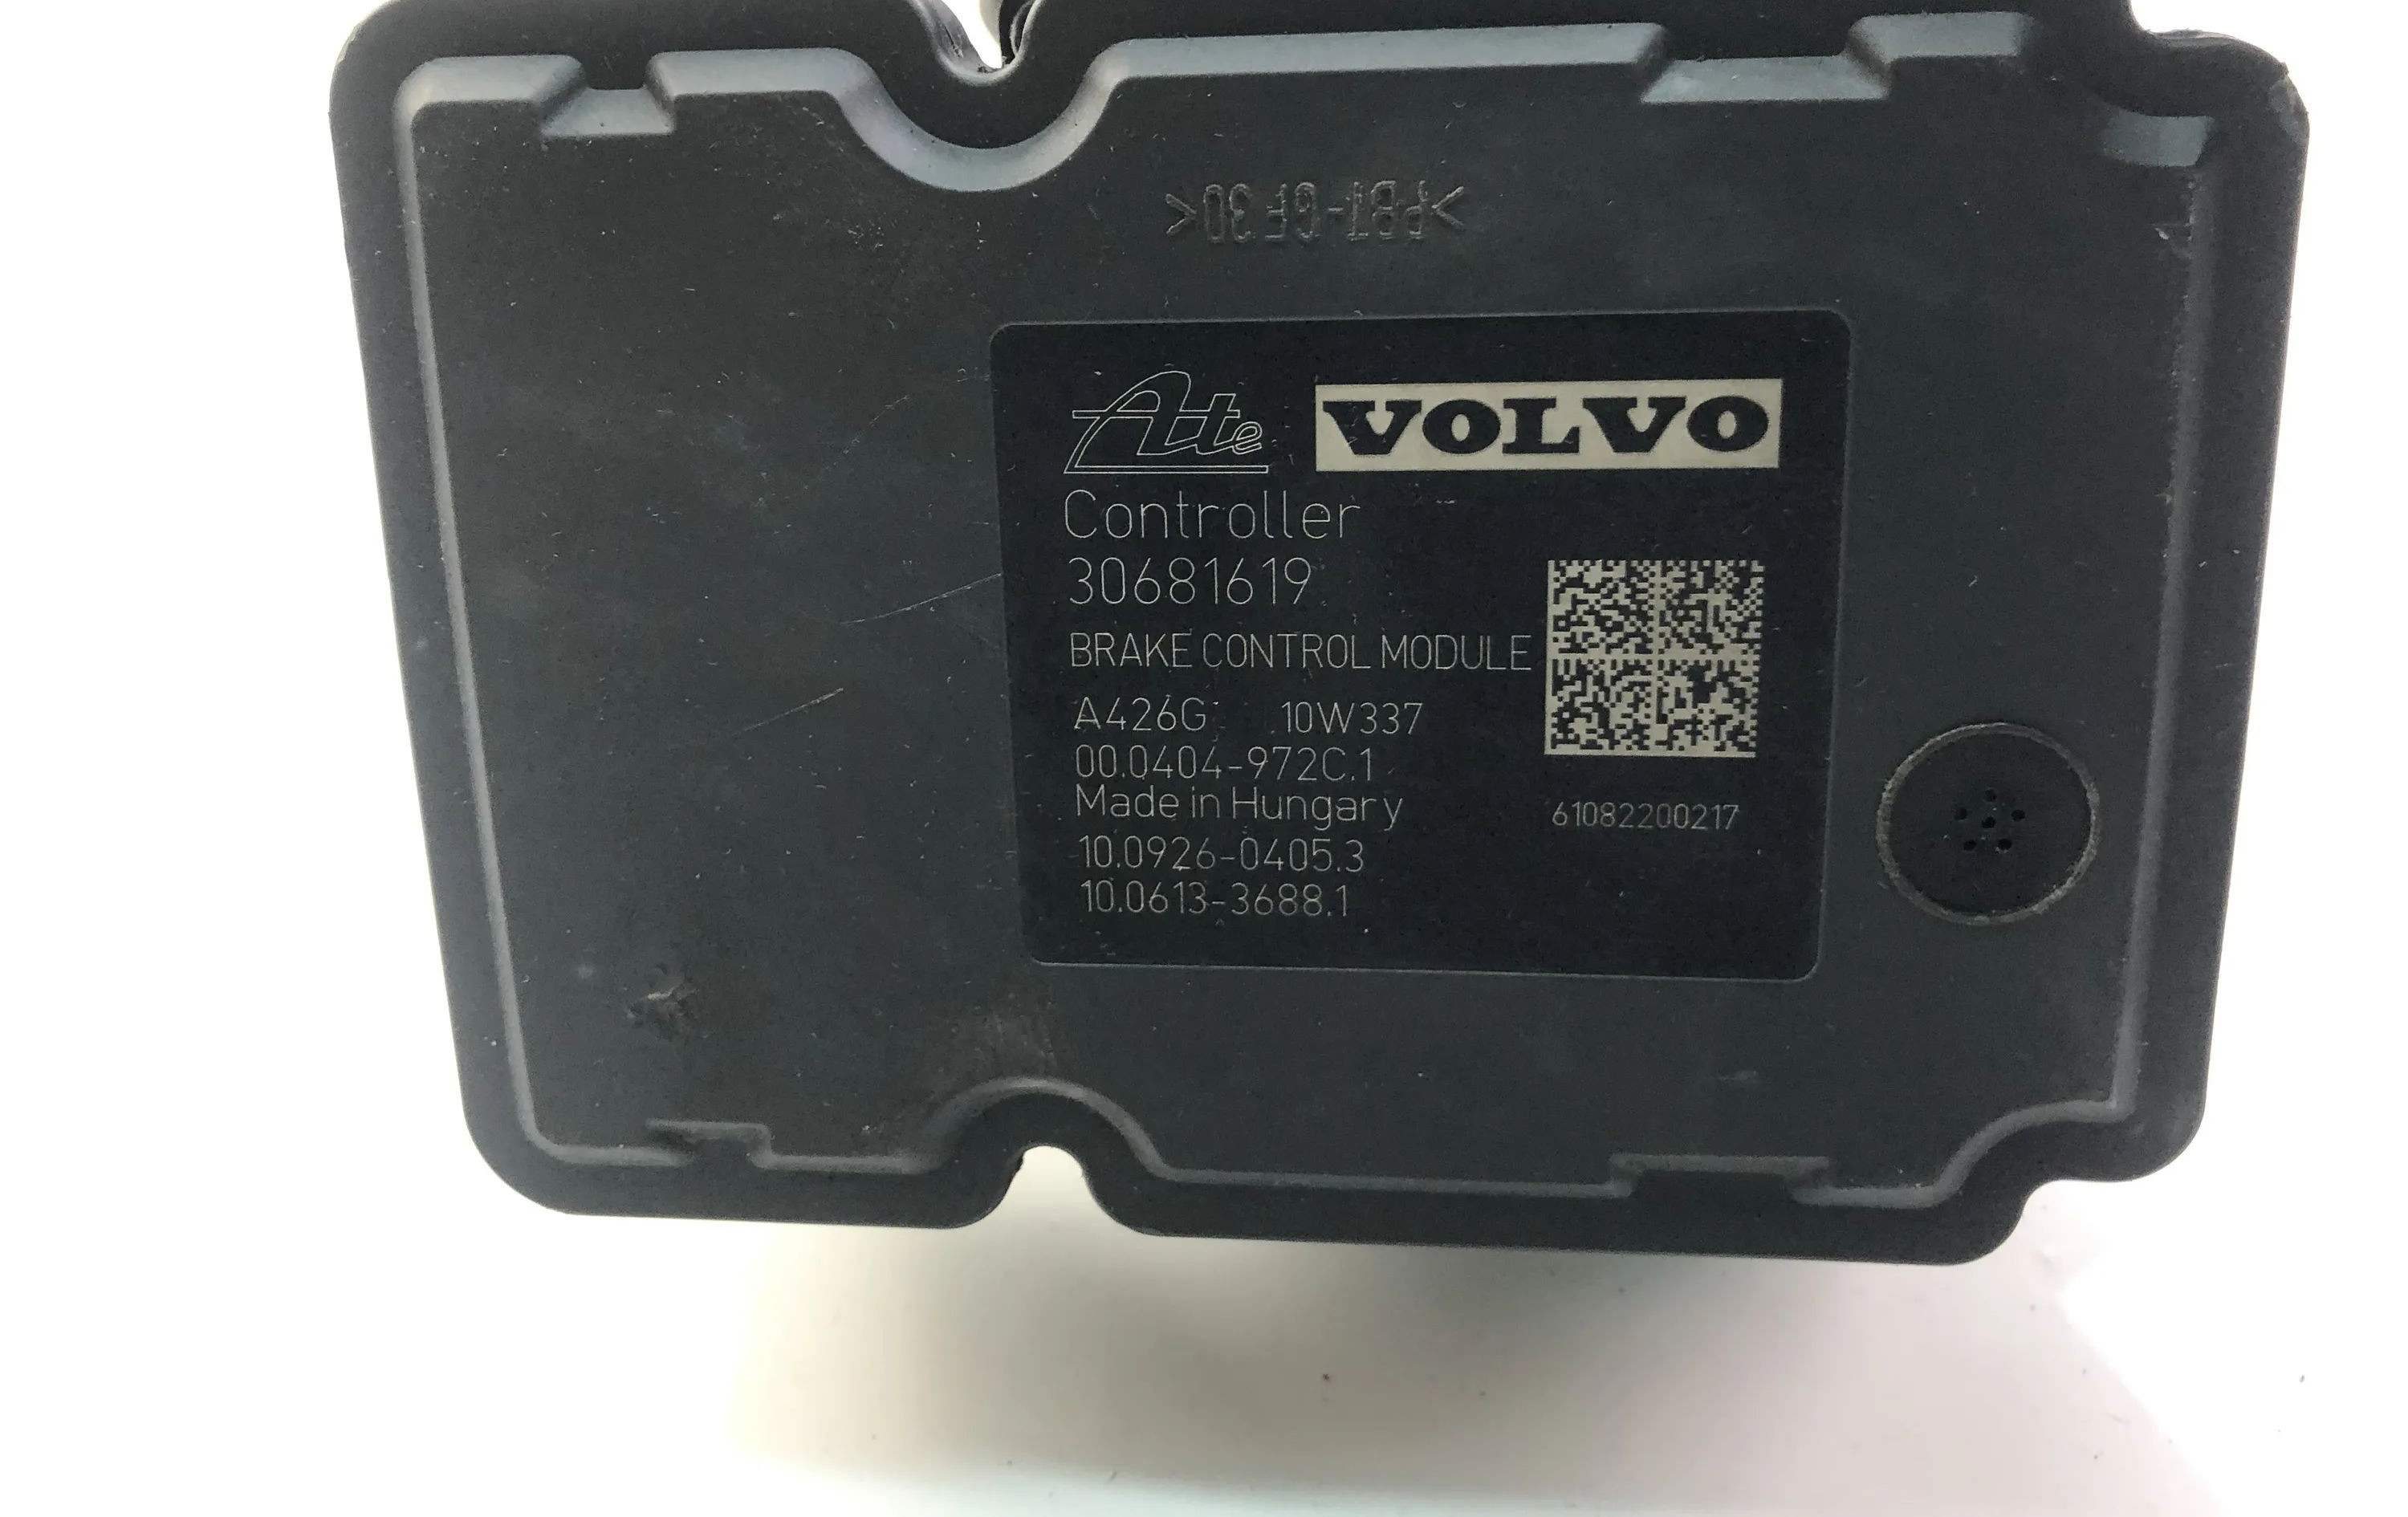 >PBT-GF30<
Ate VOLVO
Controller
30681619
BRAKE CONTROL MODULE
A426G 10W337
00.0404-972C.1
Made in Hungary
61082200217
10.0926-0405.3
10.0613-3688.1